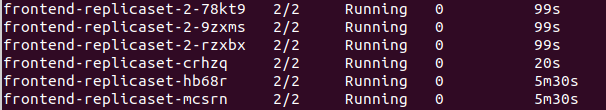 frontend-replicaset-2-78kt9 2/2 Running 0 99s
frontend-replicaset-2-9zxms 2/2 Running 0 99s
frontend-replicaset-2-rzxbx 2/2 Running 0 99s
frontend-replicaset-crhzq 2/2 Running 0 20s
frontend-replicaset-hb68r 2/2 Running 0 5m30s
frontend-replicaset-mcsrn 2/2 Running 0 5m30s